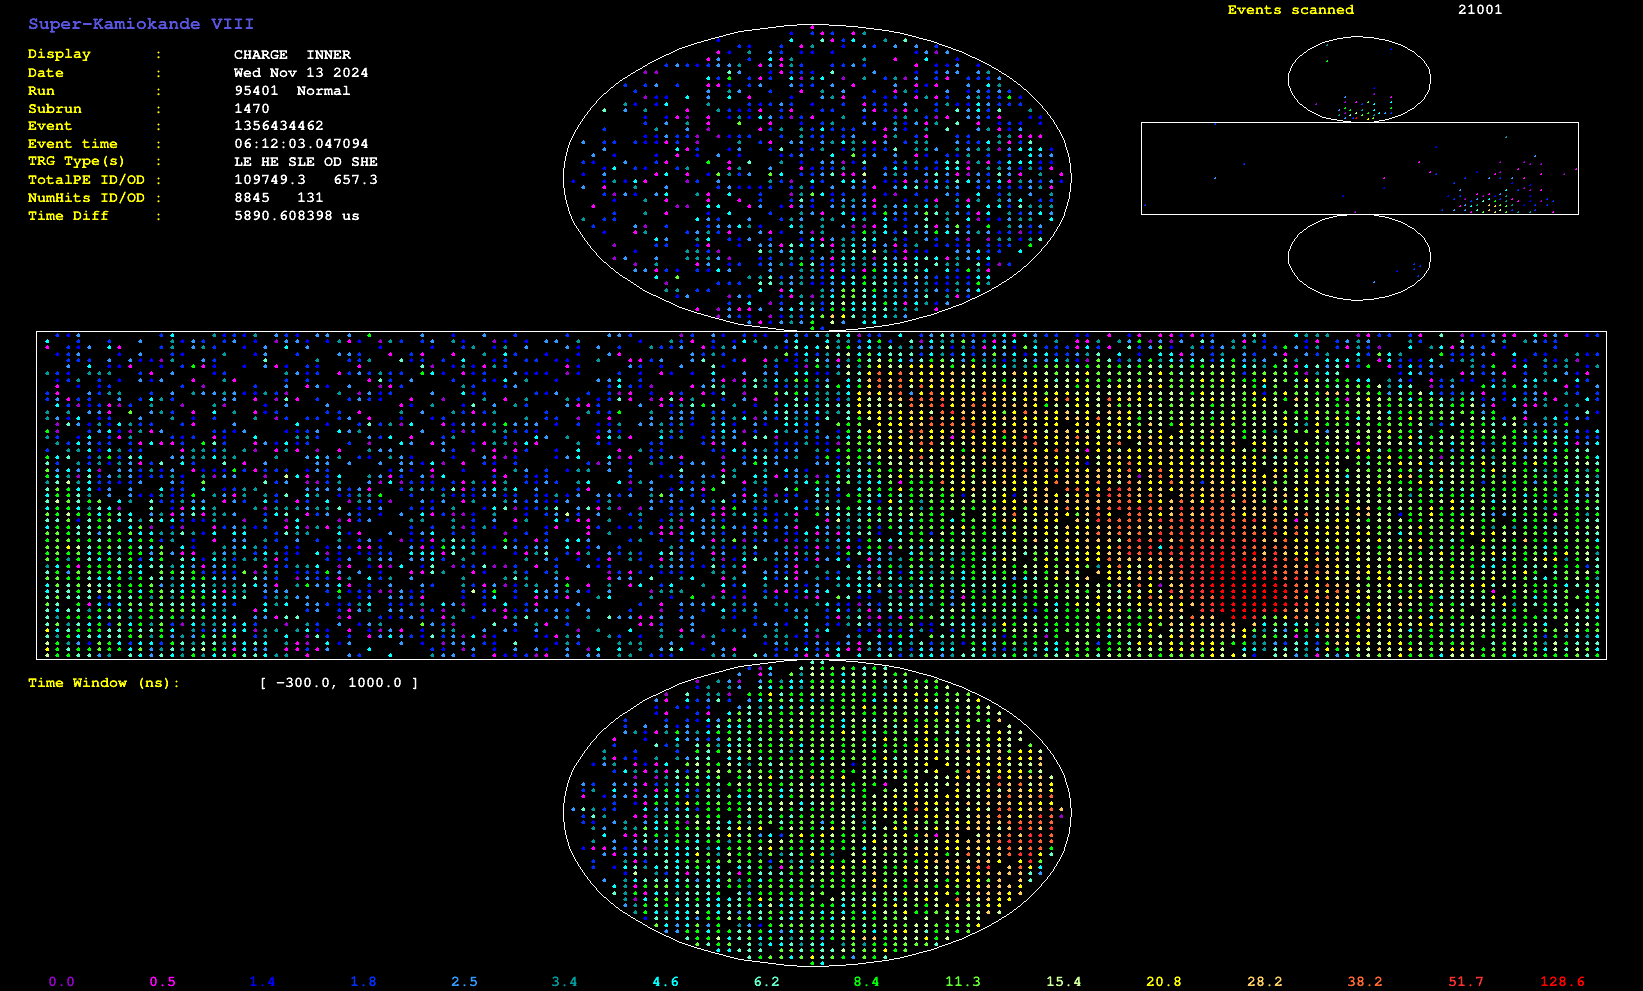 Super-Kamiokande VIII
Events scanned 21001
Display : CHARGE INNER
Date : Wed Nov 13 2024
Run : 95401 Normal
Subrun : 1470
Event : 1356434462
Event time : 06:12:03.047094
TRG Type(s) : LE HE SLE OD SHE
TotalPE ID/OD : 109749.3 657.3
NumHits ID/OD : 8845 131
Time Diff : 5890.608398 us
Time Window (ns): [ -300.0, 1000.0 ]
0.0 0.5 1.4 1.8 2.5 3.4 4.6 6.2 8.4 11.3 15.4 20.8 28.2 38.2 51.7 128.6